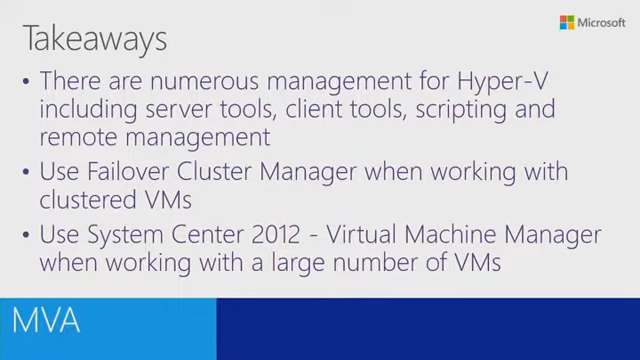 Takeaways
Microsoft
• There are numerous management for Hyper-V
including server tools, client tools, scripting and
remote management
• Use Failover Cluster Manager when working with
clustered VMs
• Use System Center 2012 - Virtual Machine Manager
when working with a large number of VMs
MVA